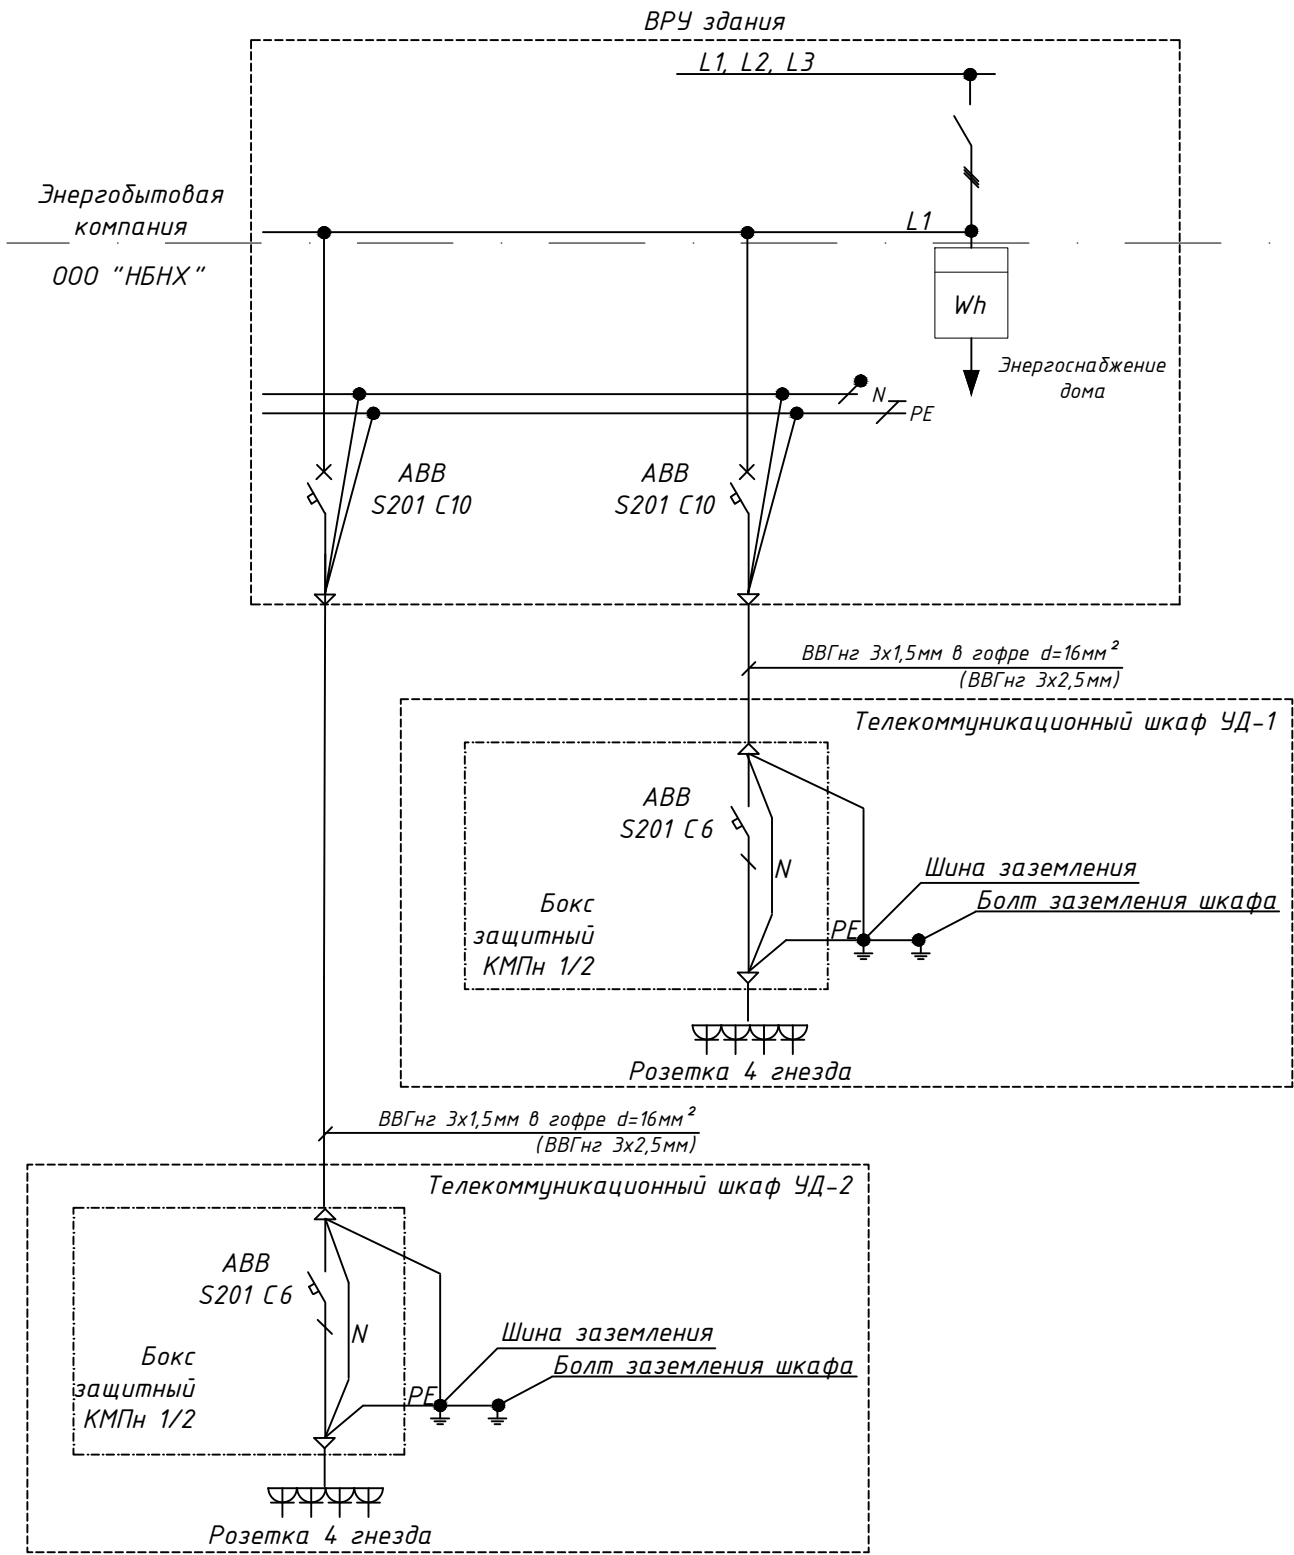 ВРУ здания
L1, L2, L3
Энергобытовая
компания
L1
ООО "НБНХ"
Wh
Энергоснабжение
дома
N
PE
ABB
S201 C10
ABB
S201 C10
ВВГнг 3х1,5мм в гофре d=16мм²
(ВВГнг 3х2,5мм)
Телекоммуникационный шкаф УД-1
ABB
S201 C6
N
Шина заземления
Болт заземления шкафа
Бокс
защитный
КМПн 1/2
PE
Розетка 4 гнезда
ВВГнг 3х1,5мм в гофре d=16мм²
(ВВГнг 3х2,5мм)
Телекоммуникационный шкаф УД-2
ABB
S201 C6
N
Шина заземления
Болт заземления шкафа
Бокс
защитный
КМПн 1/2
PE
Розетка 4 гнезда